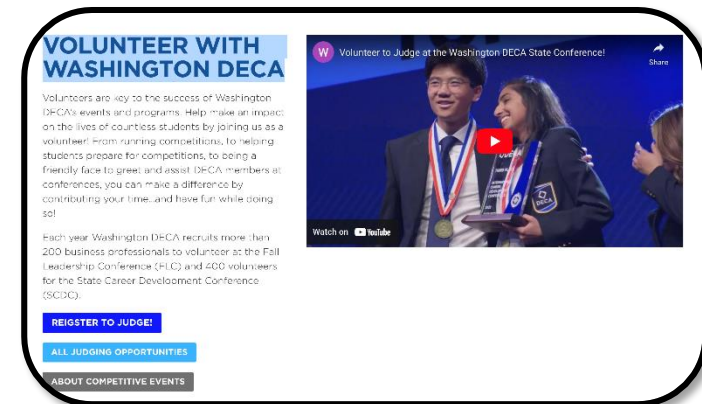 VOLUNTEER WITH
WASHINGTON DECA
Volunteers are key to the success of Washington
DECA's events and programs. Help make an impact
on the lives of countless students by joining us as a
volunteer! From running competitions, to helping
students prepare for competitions, to being a
friendly face to greet and assist DECA members at
conferences, you can make a difference by
contributing your time...and have fun while doing
so!
Each year Washington DECA recruits more than
200 business professionals to volunteer at the Fall
Leadership Conference (FLC) and 400 volunteers
for the State Career Development Conference
(SCDC).
REIGSTER TO JUDGE!
ALL JUDGING OPPORTUNITIES
ABOUT COMPETITIVE EVENTS
W Volunteer to Judge at the Washington DECA State Conference!
Share
DECA
Watch on YouTube